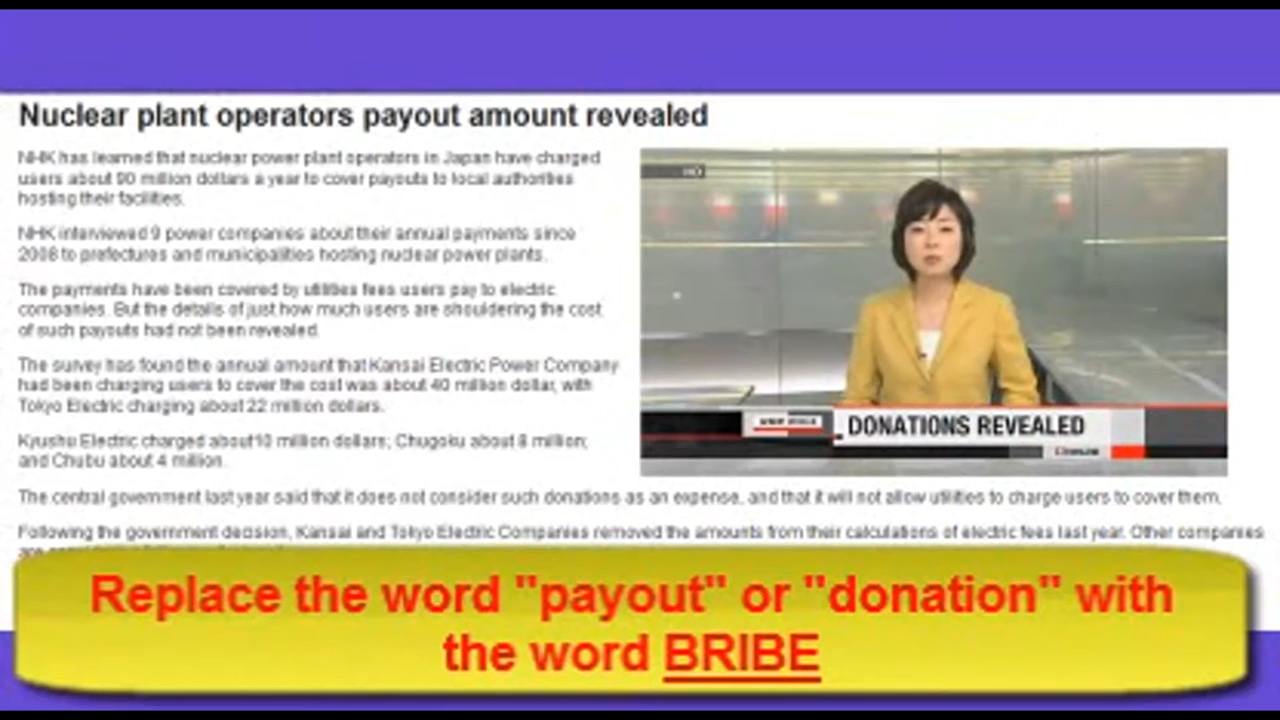 Nuclear plant operators payout amount revealed
NHK has learned that nuclear power plant operators in Japan have charged
users about 90 million dollars a year to cover payouts to local authorities
hosting their facilities.
NHK interviewed 9 power companies about their annual payments since
2008 to prefectures and municipalities hosting nuclear power plants.
The payments have been covered by utilities fees users pay to electric
companies. But the details of just how much users are shouldering the cost
of such payouts had not been revealed.
The survey has found the annual amount that Kansai Electric Power Company
had been charging users to cover the cost was about 40 million dollar, with
Tokyo Electric charging about 22 million dollars.
Kyushu Electric charged about10 million dollars; Chugoku about 8 million;
and Chubu about 4 million.
DONATIONS REVEALED
The central government last year said that it does not consider such donations as an expense, and that it will not allow utilities to charge users to cover them.
Following the government decision, Kansai and Tokyo Electric Companies removed the amounts from their calculations of electric fees last year. Other companies
are
Replace the word "payout" or "donation" with
the word BRIBE